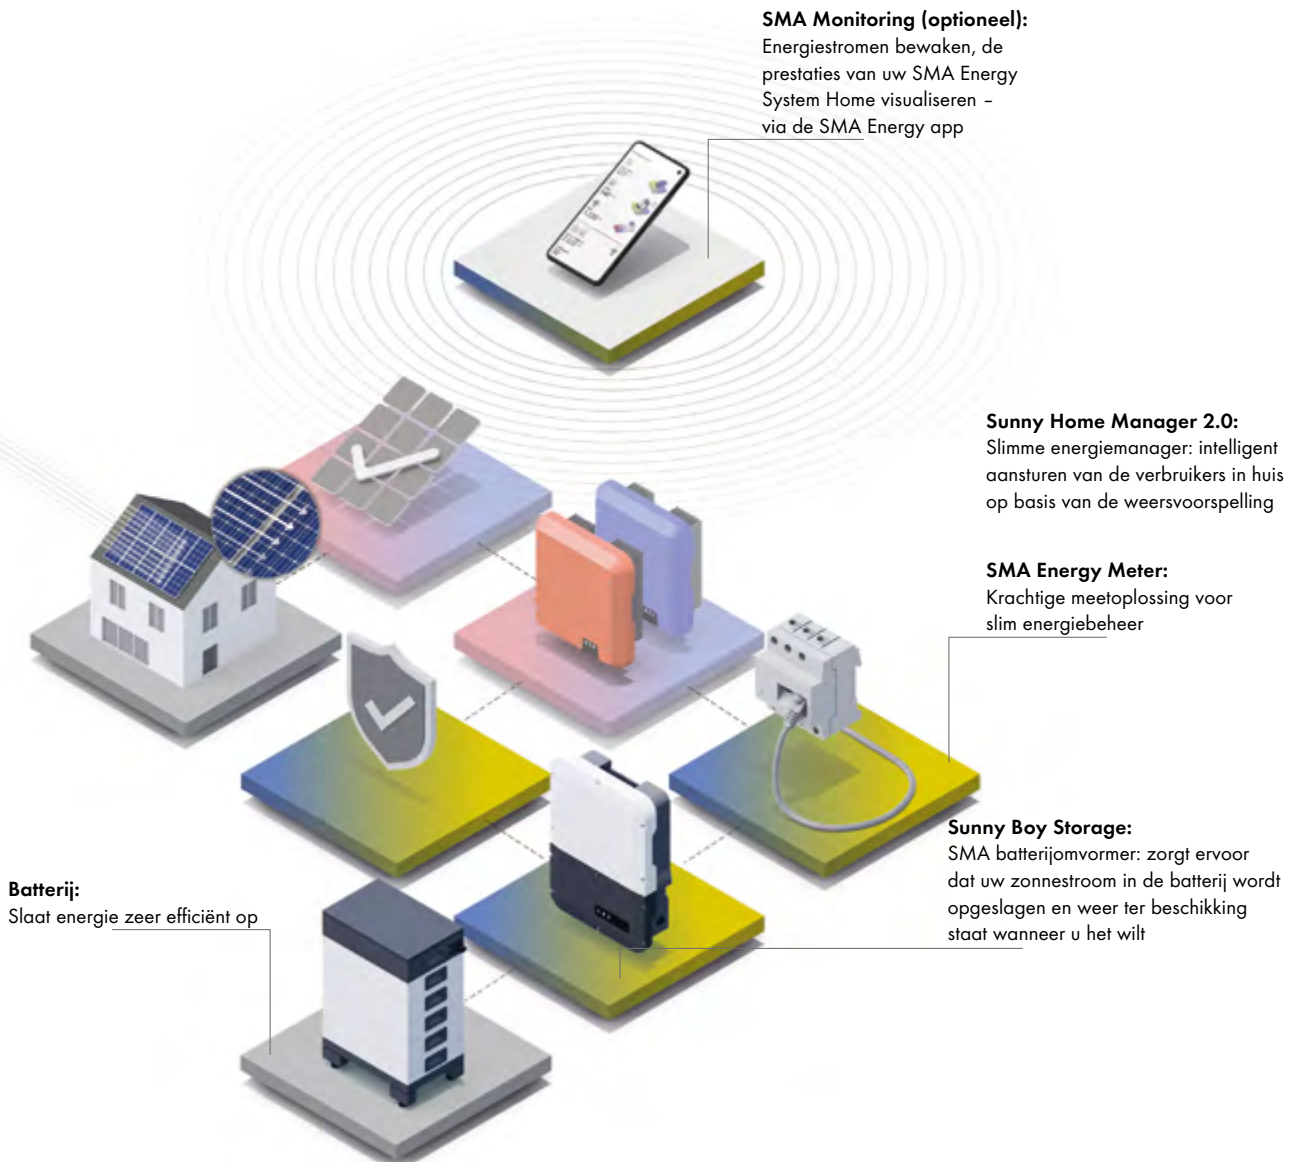 SMA Monitoring (optioneel):
Energiestromen bewaken, de
prestaties van uw SMA Energy
System Home visualiseren –
via de SMA Energy app
Sunny Home Manager 2.0:
Slimme energiemanager: intelligent
aansturen van de verbruikers in huis
op basis van de weersvoorspelling
SMA Energy Meter:
Krachtige meetoplossing voor
slim energiebeheer
Sunny Boy Storage:
SMA batterijomvormer: zorgt ervoor
dat uw zonnestroom in de batterij wordt
opgeslagen en weer ter beschikking
staat wanneer u het wilt
Batterij:
Slaat energie zeer efficiënt op